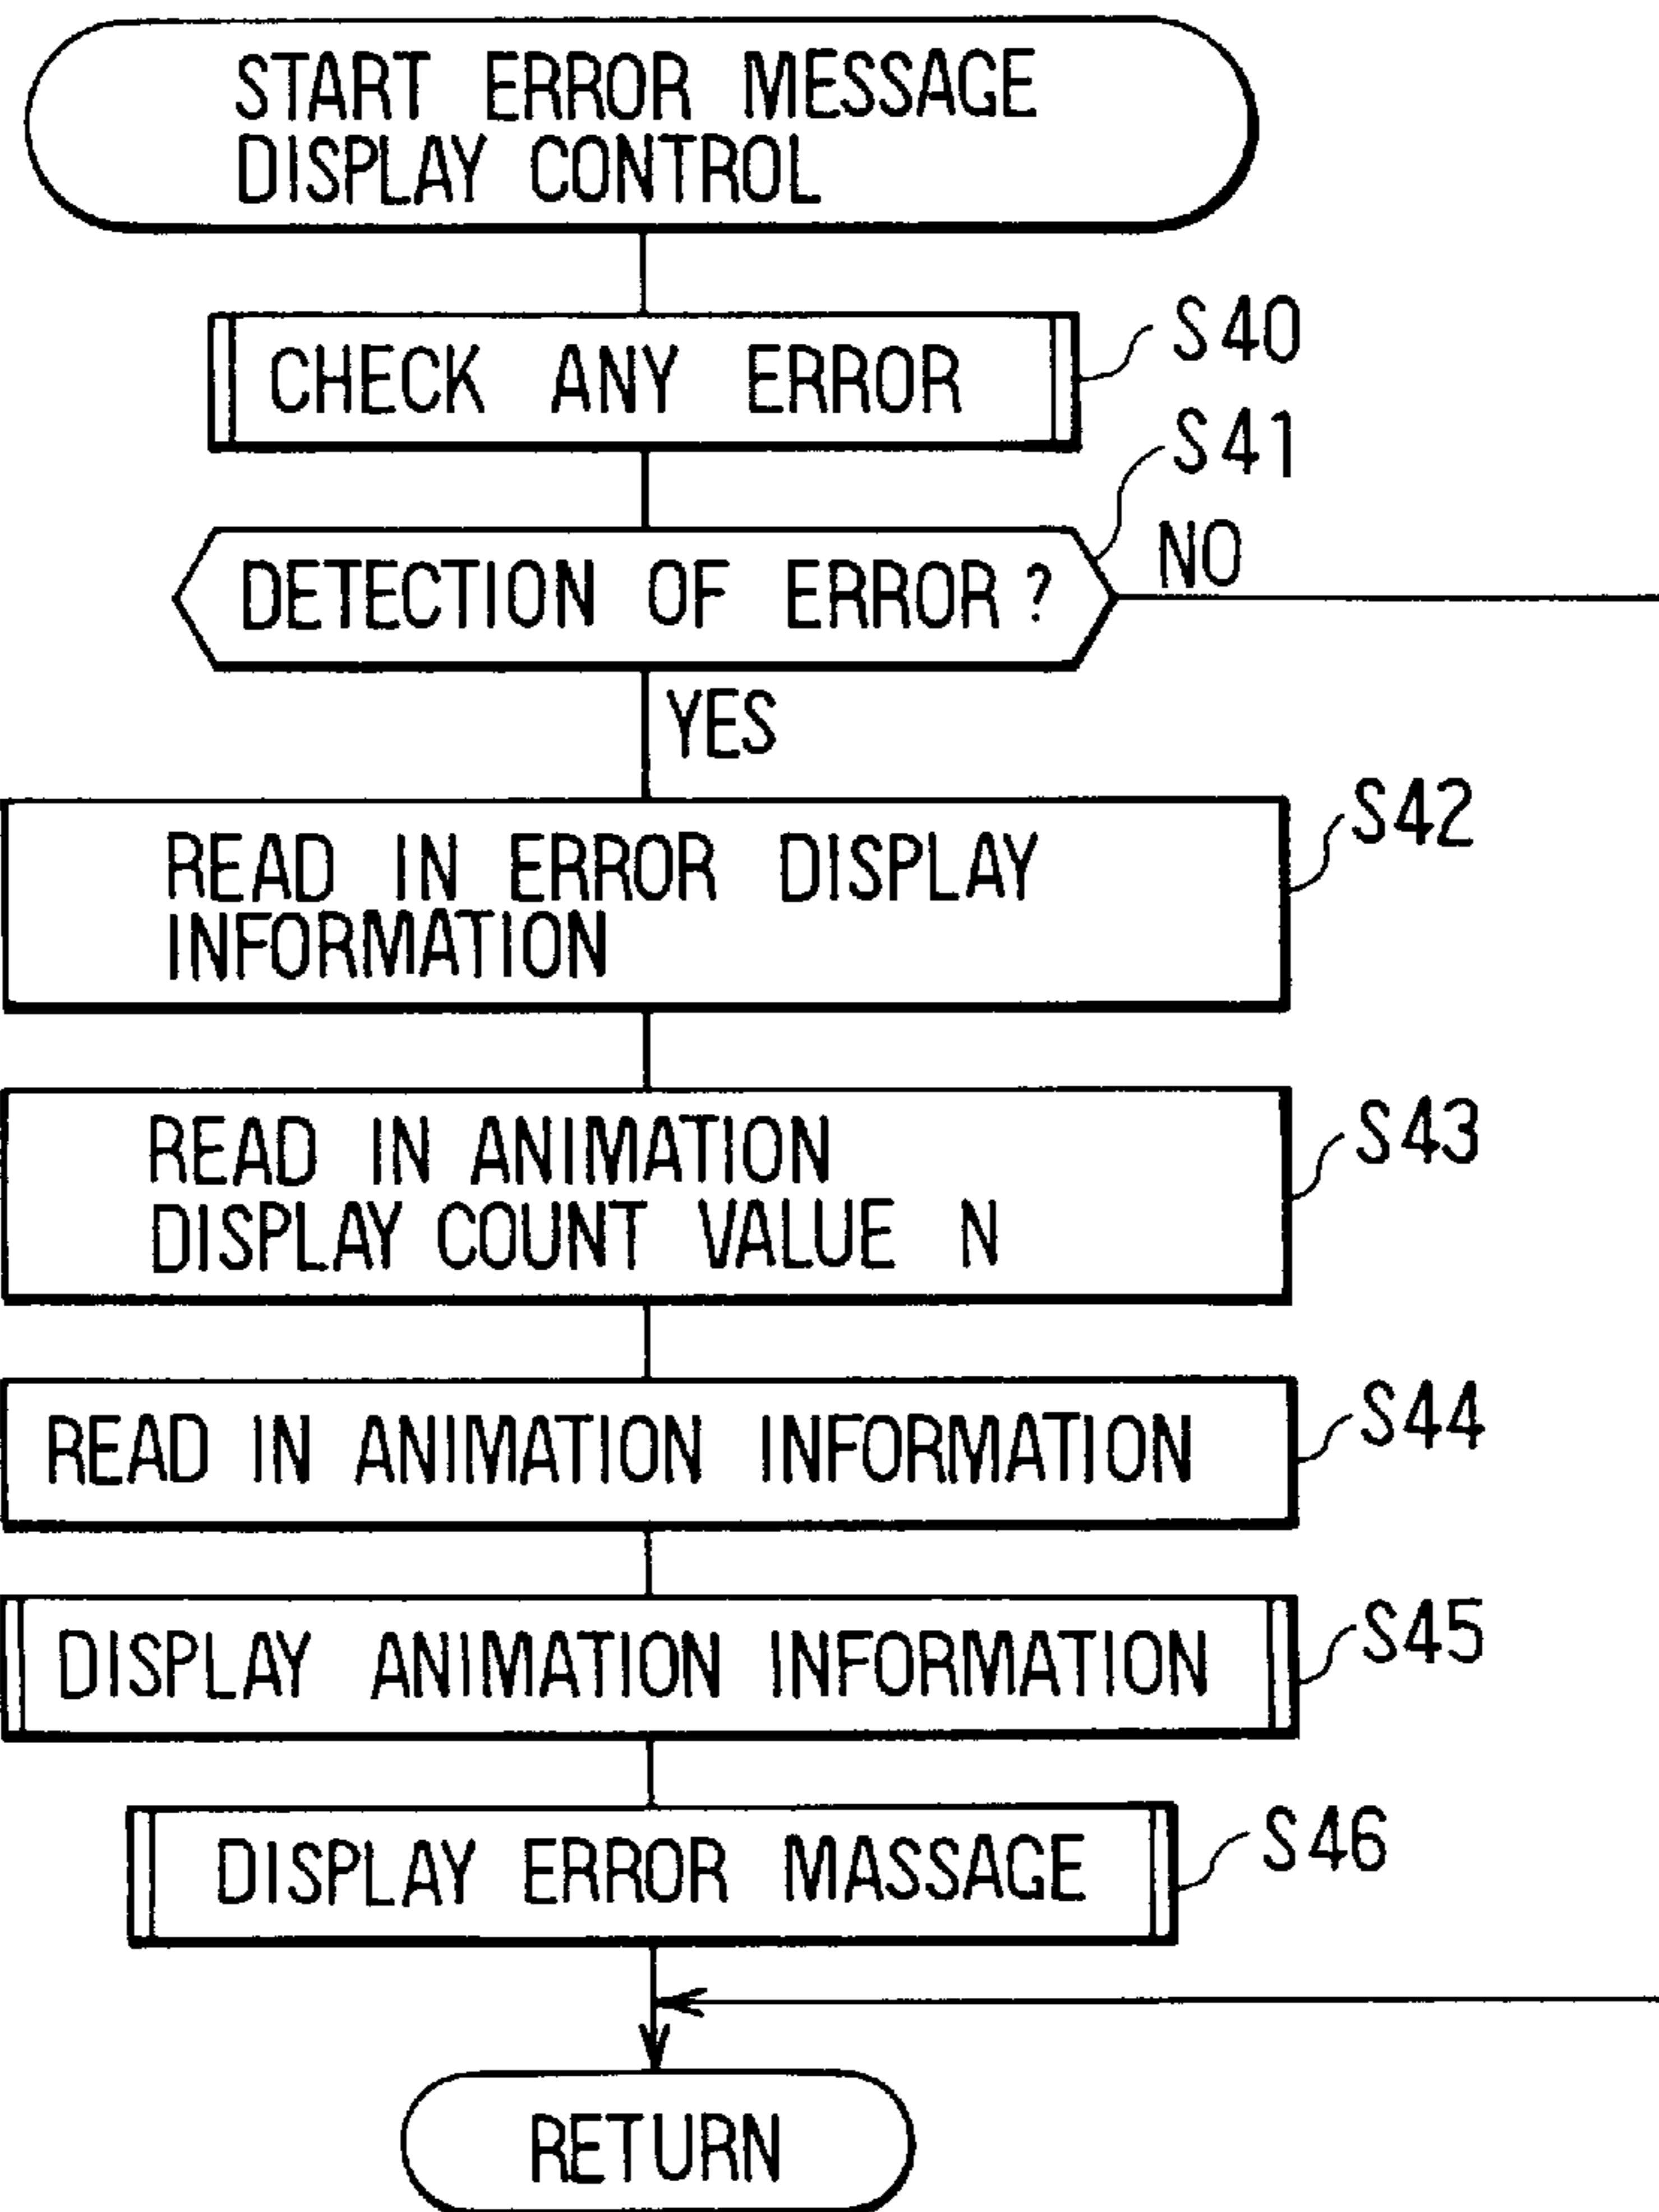 START ERROR MESSAGE
DISPLAY CONTROL
CHECK ANY ERROR
S40
S41
DETECTION OF ERROR?
NO
YES
READ IN ERROR DISPLAY
INFORMATION
S42
READ IN ANIMATION
DISPLAY COUNT VALUE N
S43
READ IN ANIMATION INFORMATION
S44
DISPLAY ANIMATION INFORMATION
S45
DISPLAY ERROR MASSAGE
S46
RETURN